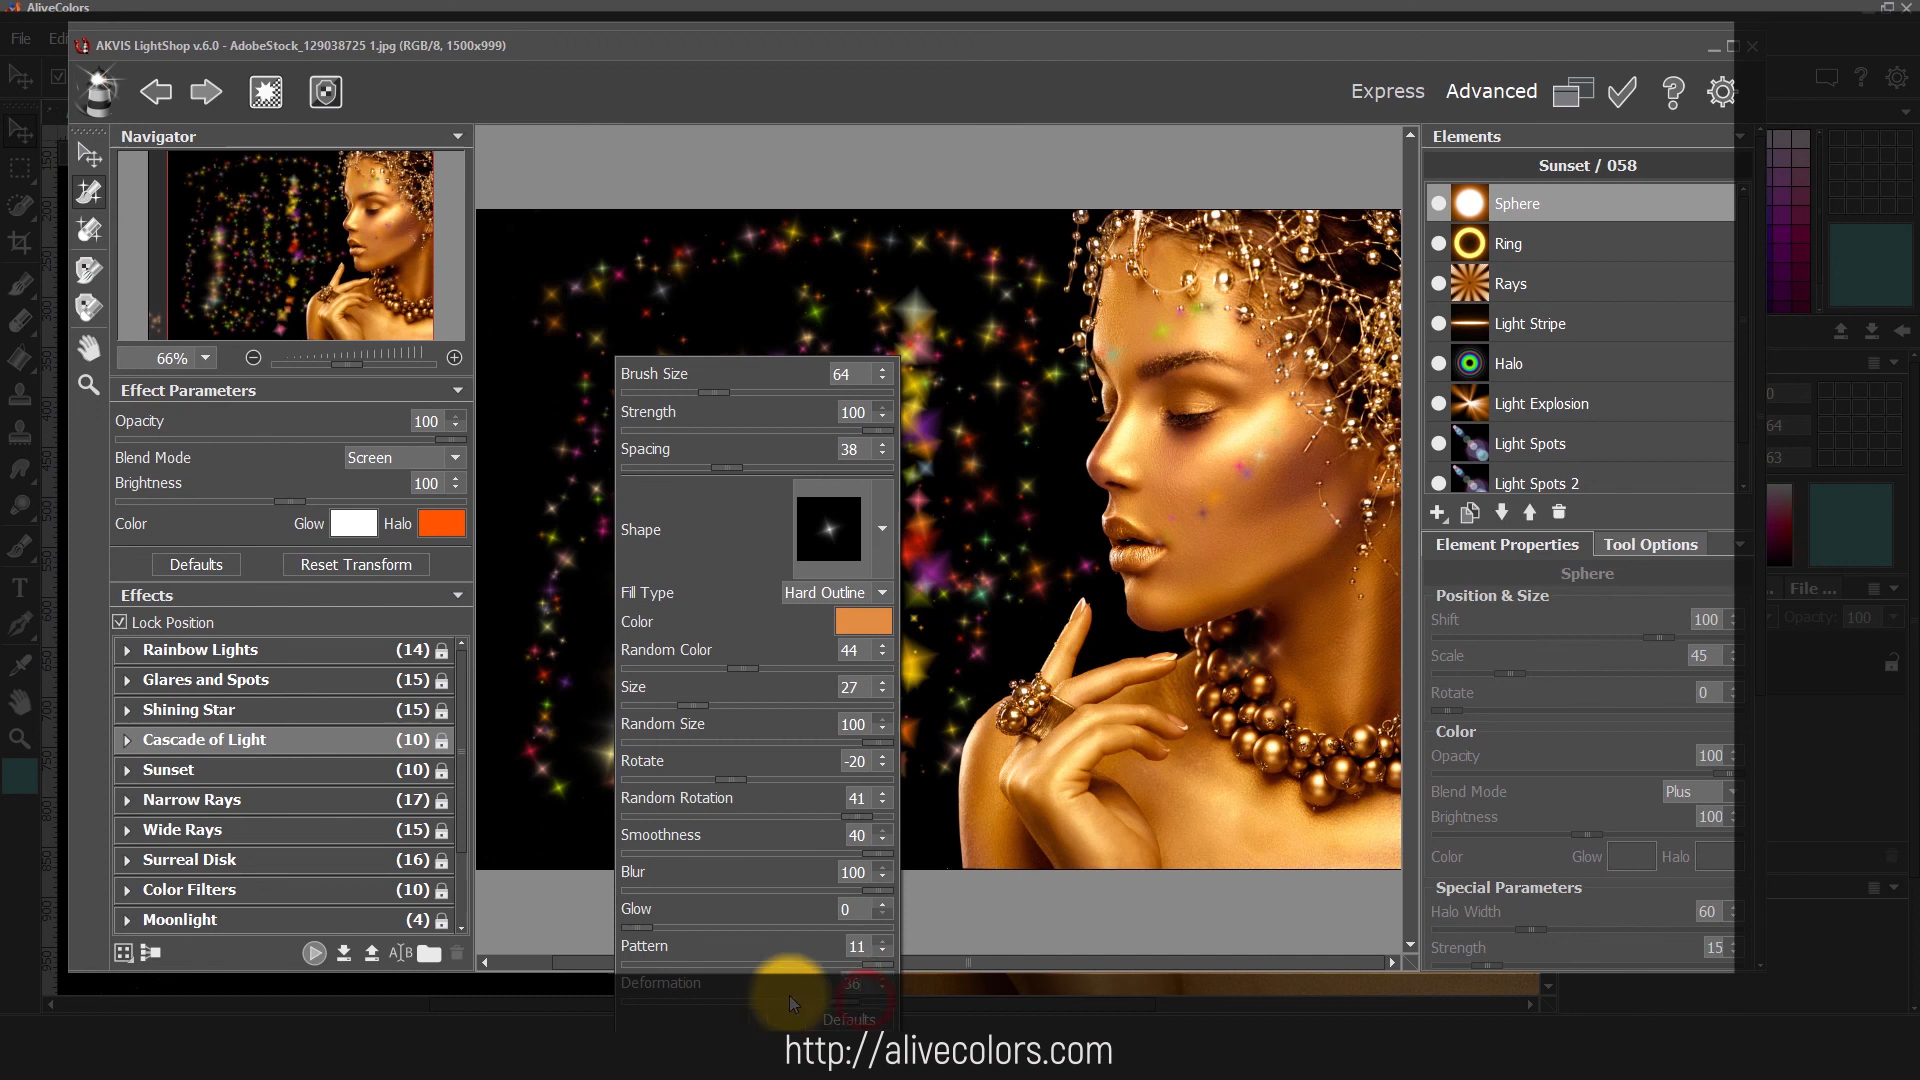 AliveColors
File
AKVIS LightShop v.6.0 - AdobeStock_129038725 1.jpg (RGB/8, 1500x999)
Express Advanced
Navigator
66%
Effect Parameters
Opacity 100
Blend Mode Screen
Brightness 100
Color Glow Halo
Defaults Reset Transform
Effects
Lock Position
Rainbow Lights (14)
Glares and Spots (15)
Shining Star (15)
Cascade of Light (10)
Sunset (10)
Narrow Rays (17)
Wide Rays (15)
Surreal Disk (16)
Color Filters (10)
Moonlight (4)
Brush Size 64
Strength 100
Spacing 38
Shape
Fill Type Hard Outline
Color
Random Color 44
Size 27
Random Size 100
Rotate -20
Random Rotation 41
Smoothness 40
Blur 100
Glow 0
Pattern 11
Deformation 36
Defaults
Elements
Sunset / 058
Sphere
Ring
Rays
Light Stripe
Halo
Light Explosion
Light Spots
Light Spots 2
Element Properties Tool Options
Sphere
Position & Size
Shift 100
Scale 45
Rotate 0
Color
Opacity 100
Blend Mode Plus
Brightness 100
Color Glow Halo
Special Parameters
Halo Width 60
Strength 15
File ...
Opacity: 100
http://alivecolors.com